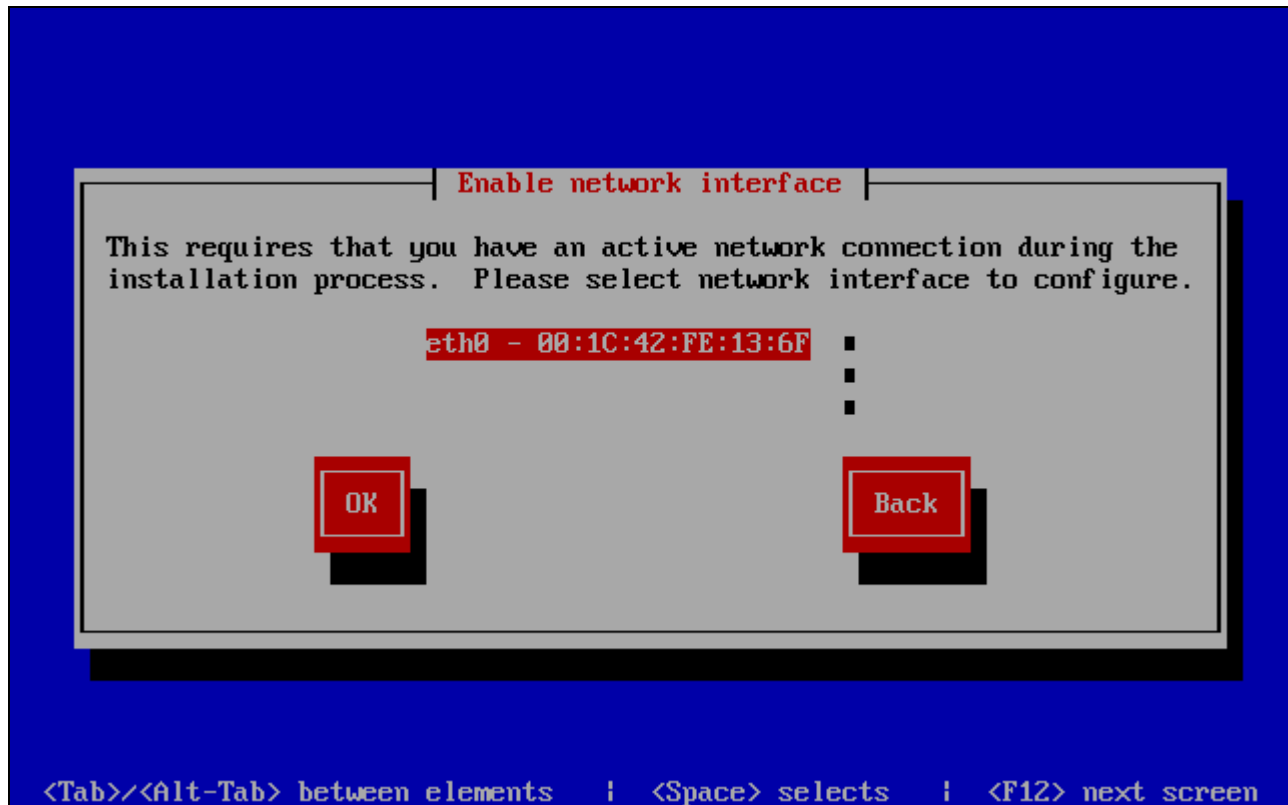 Enable network interface
This requires that you have an active network connection during the
installation process.  Please select network interface to configure.
eth0 - 00:1C:42:FE:13:6F
OK
Back
<Tab>/<Alt-Tab> between elements | <Space> selects | <F12> next screen